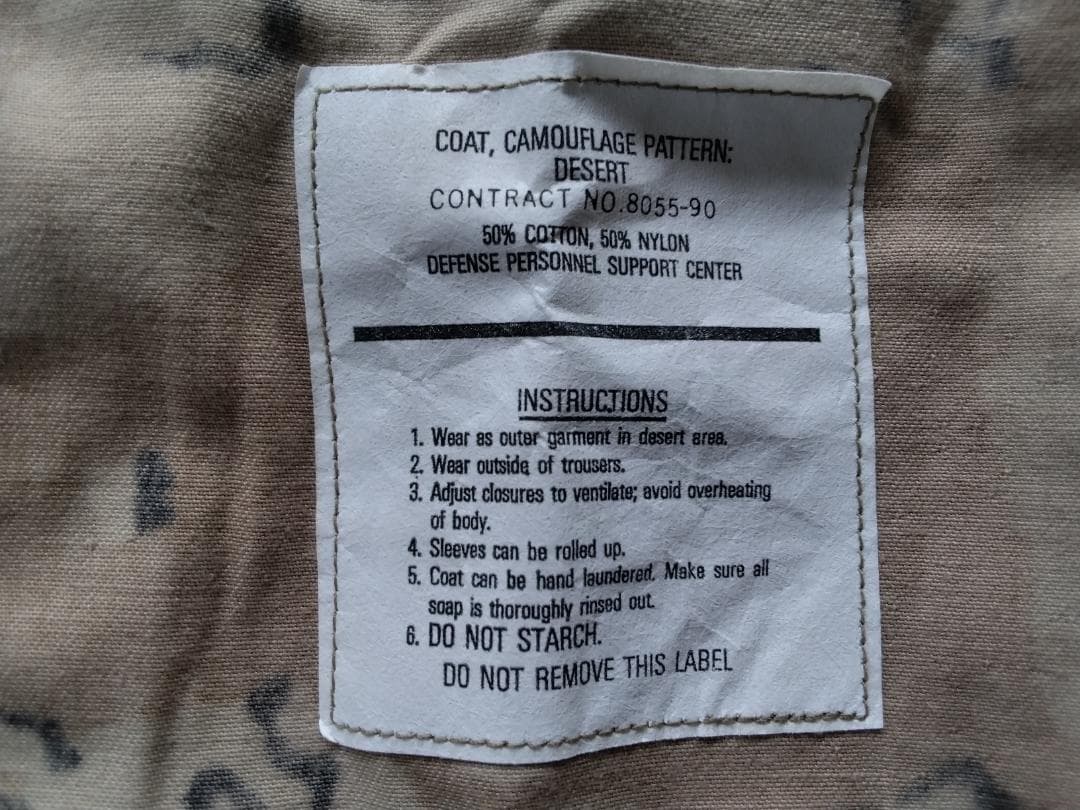 COAT, CAMOUFLAGE PATTERN:
DESERT
CONTRACT NO.8055-90
50% COTTON, 50% NYLON
DEFENSE PERSONNEL SUPPORT CENTER
INSTRUCTIONS
1. Wear as outer garment in desert area.
2. Wear outside of trousers.
3. Adjust closures to ventilate; avoid overheating
of body.
4. Sleeves can be rolled up.
5. Coat can be hand laundered. Make sure all
soap is thoroughly rinsed out.
6. DO NOT STARCH.
DO NOT REMOVE THIS LABEL